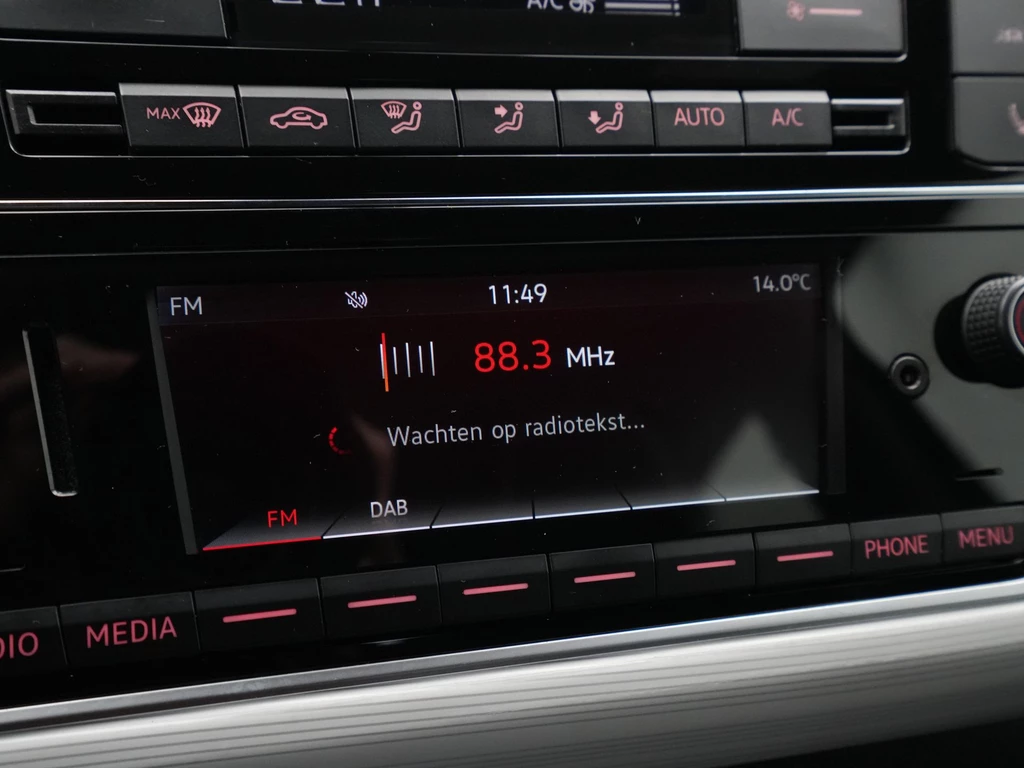 A/C
MAX
AUTO
A/C
FM
11:49
14.0°C
88.3 MHz
Wachten op radiotekst...
FM
DAB
DIO
MEDIA
PHONE
MENU